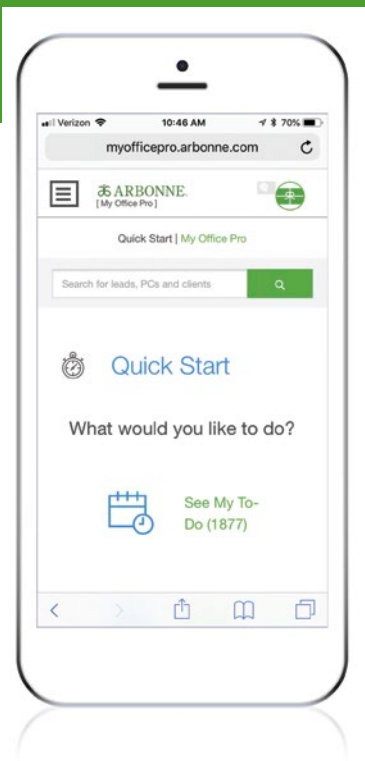 Verizon 10:46 AM 70%
myofficepro.arbonne.com
ARBONNE.
[ My Office Pro ]
Quick Start | My Office Pro
Search for leads, PCs and clients
Quick Start
What would you like to do?
See My To-
Do (1877)